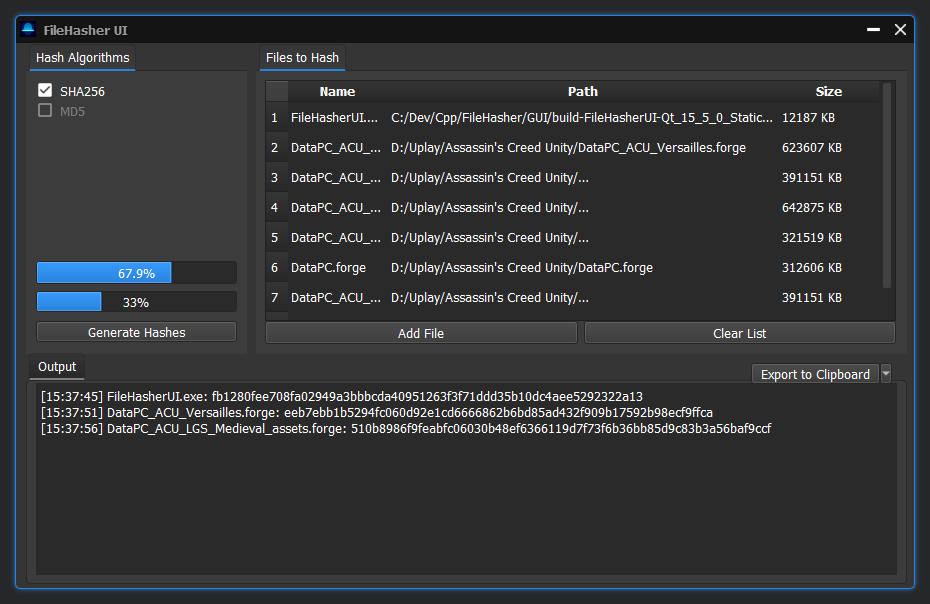 FileHasher UI
Hash Algorithms
Files to Hash
SHA256
MD5
Name Path Size
1 FileHasherUI.... C:/Dev/Cpp/FileHasher/GUI/build-FileHasherUI-Qt_15_5_0_Static... 12187 KB
2 DataPC_ACU_... D:/Uplay/Assassin's Creed Unity/DataPC_ACU_Versailles.forge 623607 KB
3 DataPC_ACU_... D:/Uplay/Assassin's Creed Unity/... 391151 KB
4 DataPC_ACU_... D:/Uplay/Assassin's Creed Unity/... 642875 KB
5 DataPC_ACU_... D:/Uplay/Assassin's Creed Unity/... 321519 KB
6 DataPC.forge D:/Uplay/Assassin's Creed Unity/DataPC.forge 312606 KB
7 DataPC_ACU_... D:/Uplay/Assassin's Creed Unity/... 391151 KB
67.9%
33%
Generate Hashes
Add File
Clear List
Output
Export to Clipboard
[15:37:45] FileHasherUI.exe: fb1280fee708fa02949a3bbbcda40951263f3f71ddd35b10dc4aee5292322a13
[15:37:51] DataPC_ACU_Versailles.forge: eeb7ebb1b5294fc060d92e1cd6666862b6bd85ad432f909b17592b98ecf9ffca
[15:37:56] DataPC_ACU_LGS_Medieval_assets.forge: 510b8986f9feabfc06030b48ef6366119d7f73f6b36bb85d9c83b3a56baf9ccf